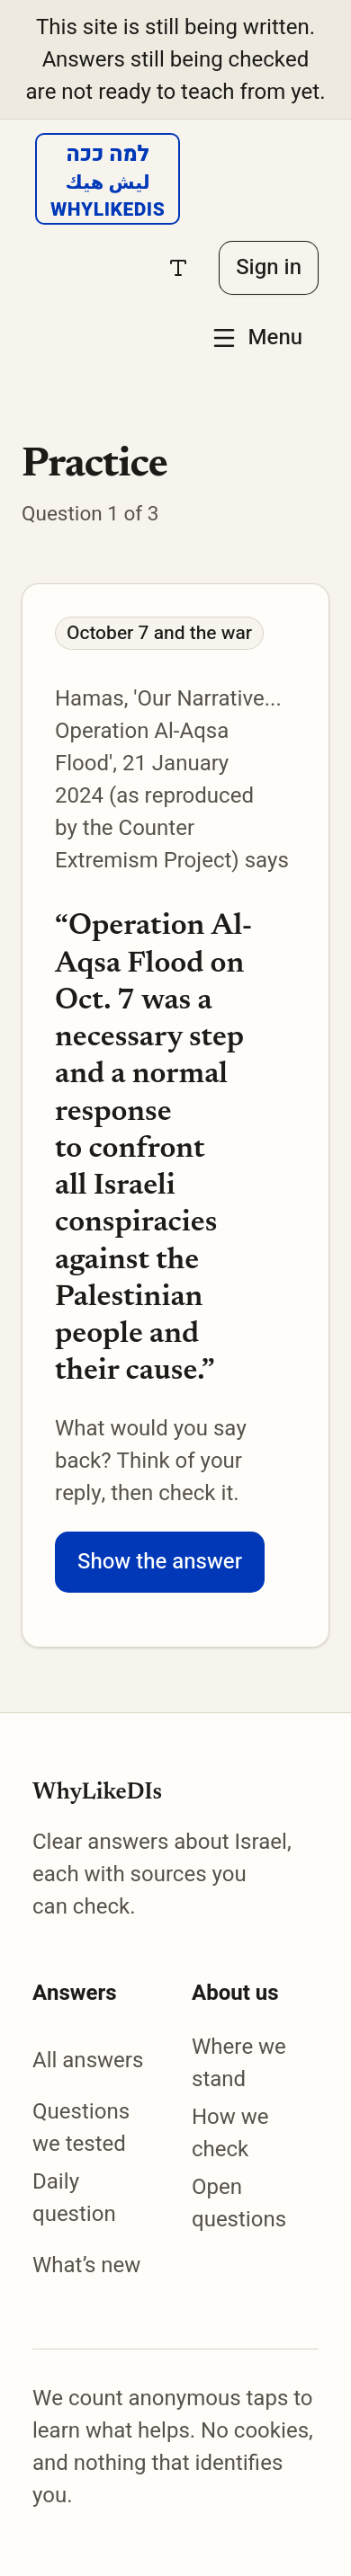 This site is still being written.
Answers still being checked
are not ready to teach from yet.
למה ככה
ليش هيك
WHYLIKEDIS
Sign in
Menu
Practice
Question 1 of 3
October 7 and the war
Hamas, 'Our Narrative...
Operation Al-Aqsa
Flood', 21 January
2024 (as reproduced
by the Counter
Extremism Project) says
“Operation Al-
Aqsa Flood on
Oct. 7 was a
necessary step
and a normal
response
to confront
all Israeli
conspiracies
against the
Palestinian
people and
their cause.”
What would you say
back? Think of your
reply, then check it.
Show the answer
WhyLikeDIs
Clear answers about Israel,
each with sources you
can check.
Answers
All answers
Questions
we tested
Daily
question
What’s new
About us
Where we
stand
How we
check
Open
questions
We count anonymous taps to
learn what helps. No cookies,
and nothing that identifies
you.